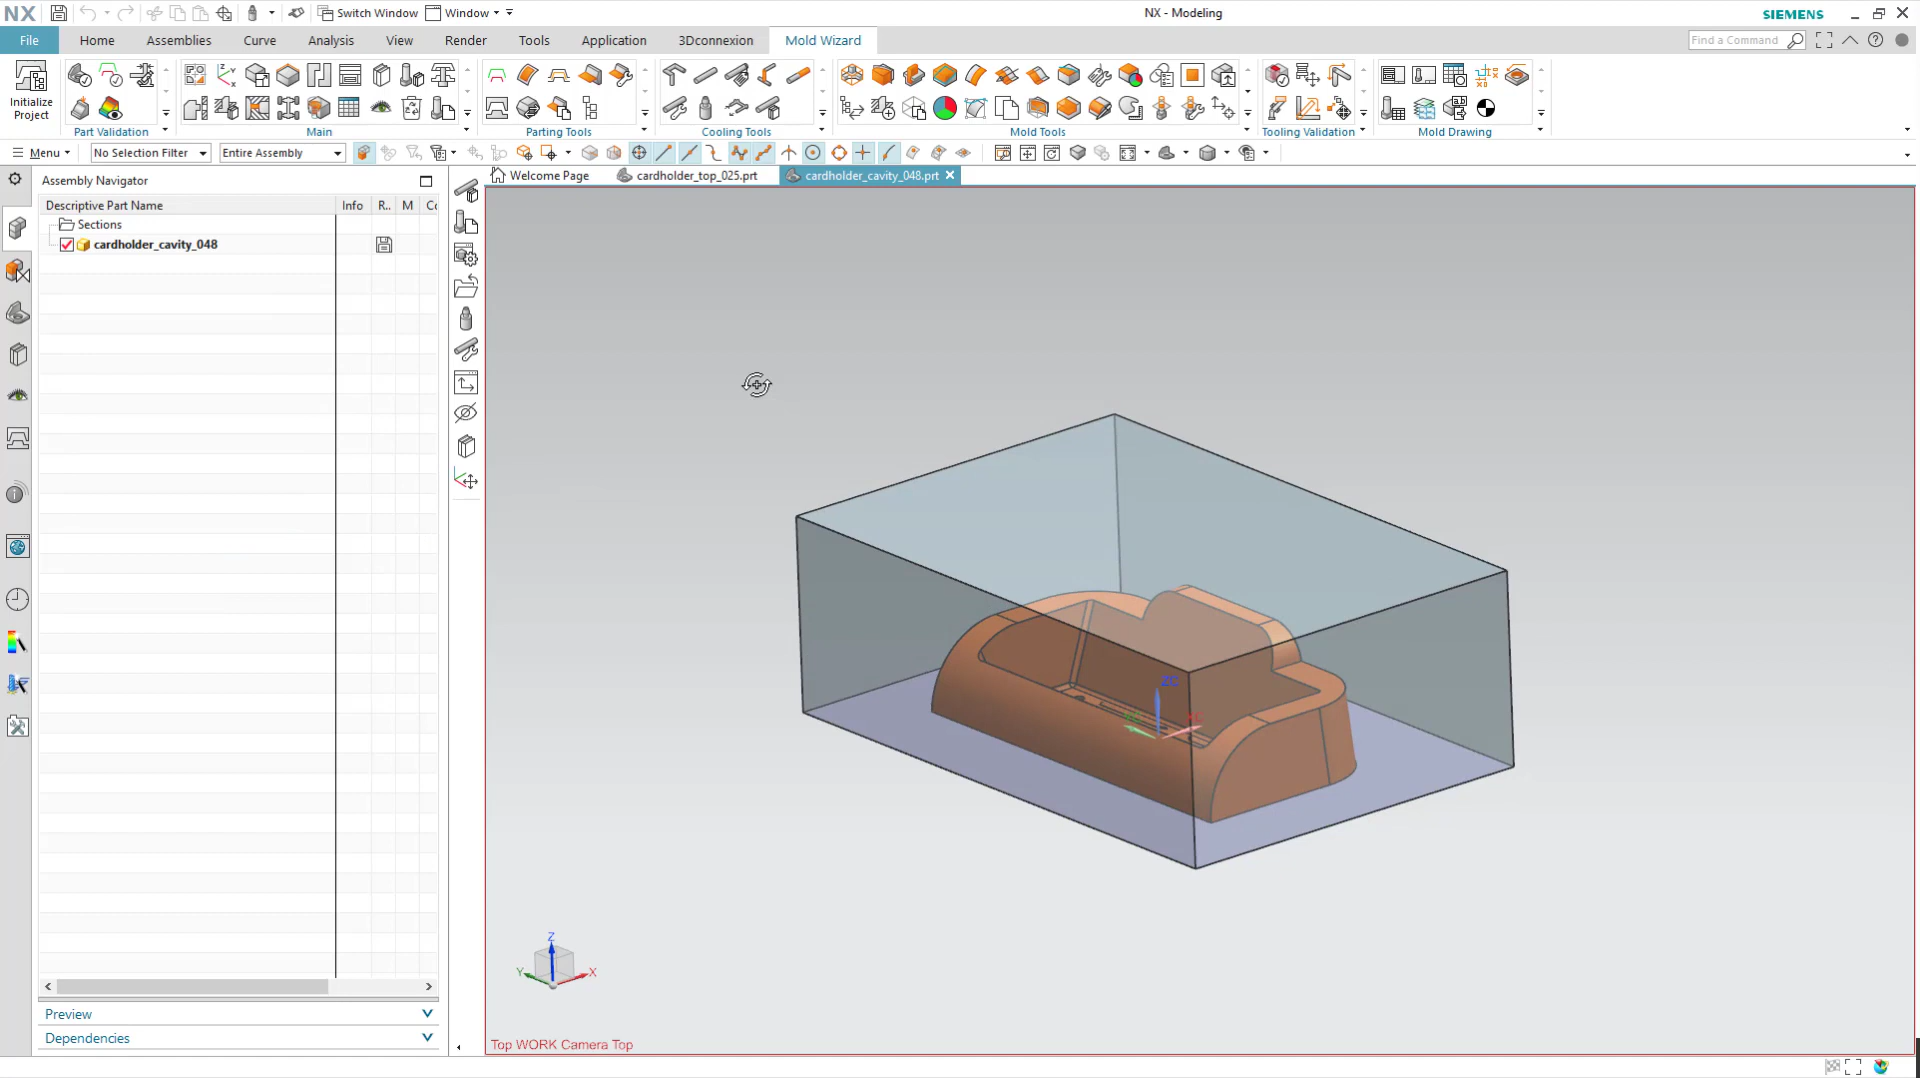 NX
Switch Window
Window
NX - Modeling
SIEMENS
File
Home
Assemblies
Curve
Analysis
View
Render
Tools
Application
3Dconnexion
Mold Wizard
Find a Command
Initialize
Project
Part Validation
Main
Parting Tools
Cooling Tools
Mold Tools
Tooling Validation
Mold Drawing
Menu
No Selection Filter
Entire Assembly
Assembly Navigator
Welcome Page
cardholder_top_025.prt
cardholder_cavity_048.prt
Descriptive Part Name
Info
R..
M
Cc
Sections
cardholder_cavity_048
ZC
Z
Y
X
Preview
Dependencies
Top WORK Camera Top